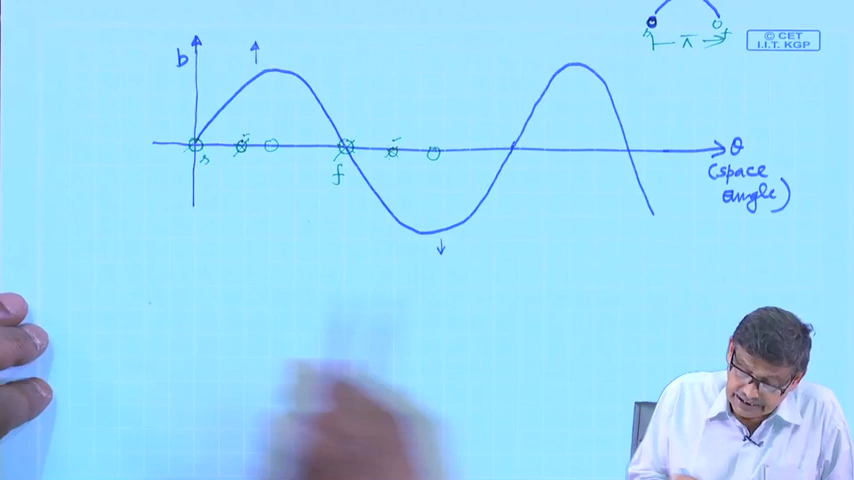 s
f
⊢ π →
© CET
I.I.T. KGP
b
θ
(space
angle)
s
f